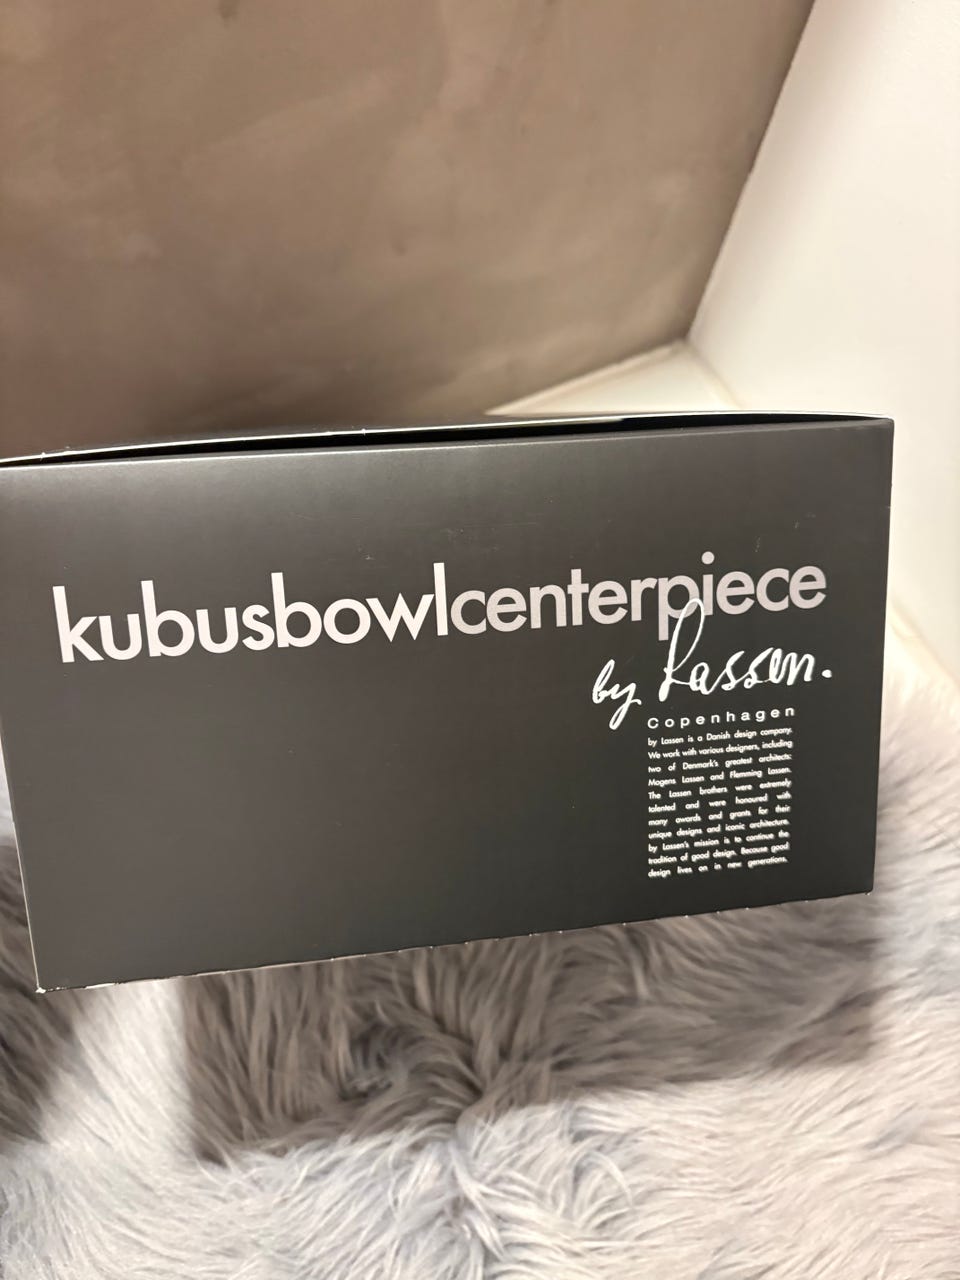 kubusbowlcenterpiece
by Lassen.
Copenhagen
by Lassen is a Danish design company.
We work with various designers, including
two of Denmark's greatest architects:
Mogens Lassen and Flemming Lassen.
The Lassen brothers were extremely
talented and were honoured with
many awards and grants for their
unique designs and iconic architecture.
by Lassen's mission is to continue the
tradition of good design. Because good
design lives on in new generations.